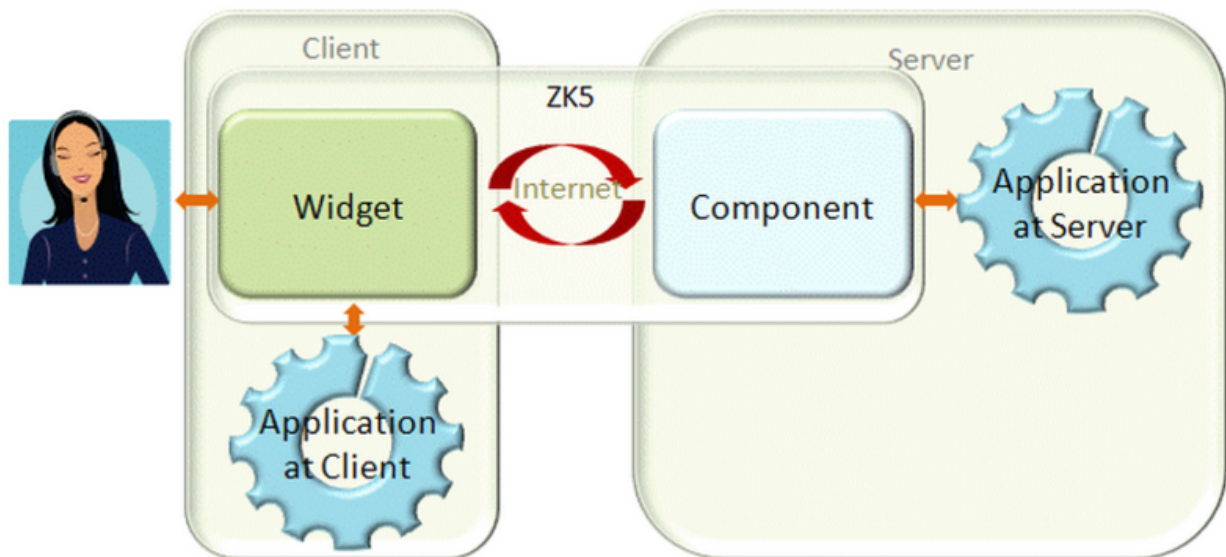 Client
Server
ZK5
Widget
Internet
Component
Application
at Server
Application
at Client